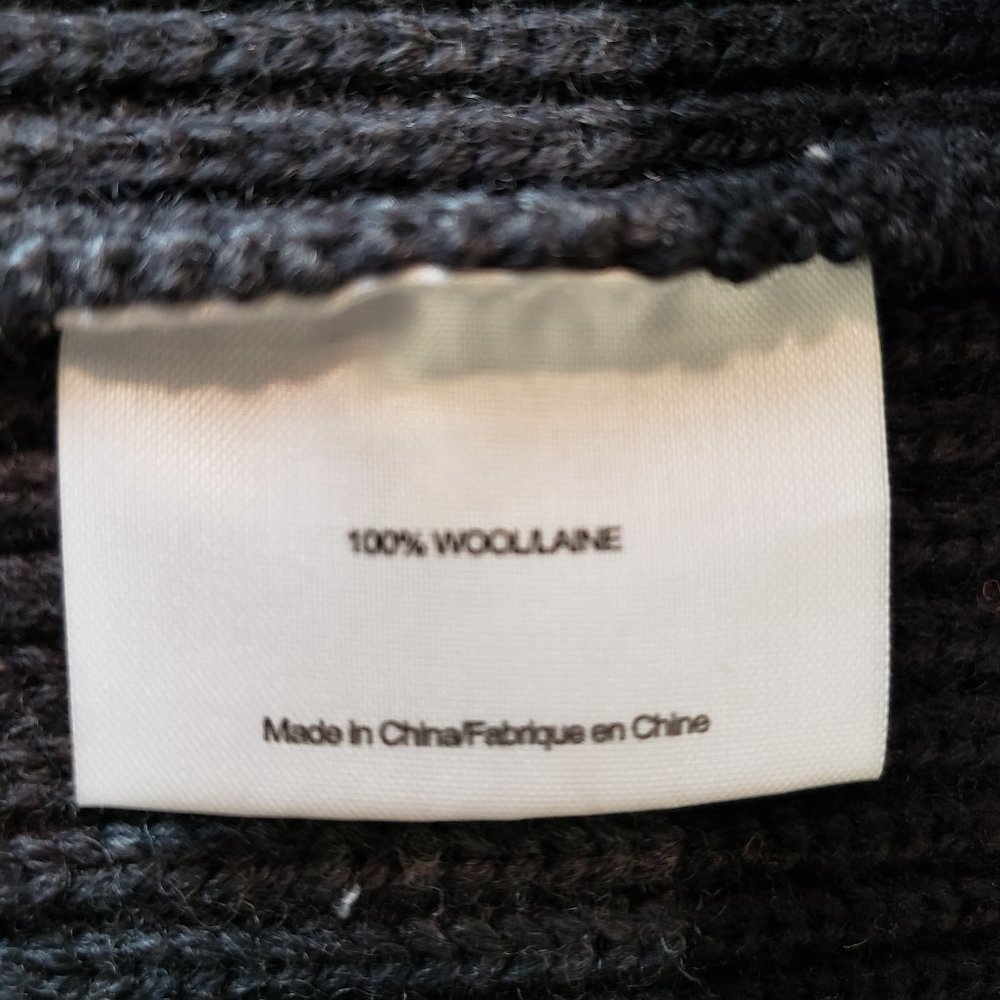 100% WOOL/LAINE
Made In China/Fabrique en Chine